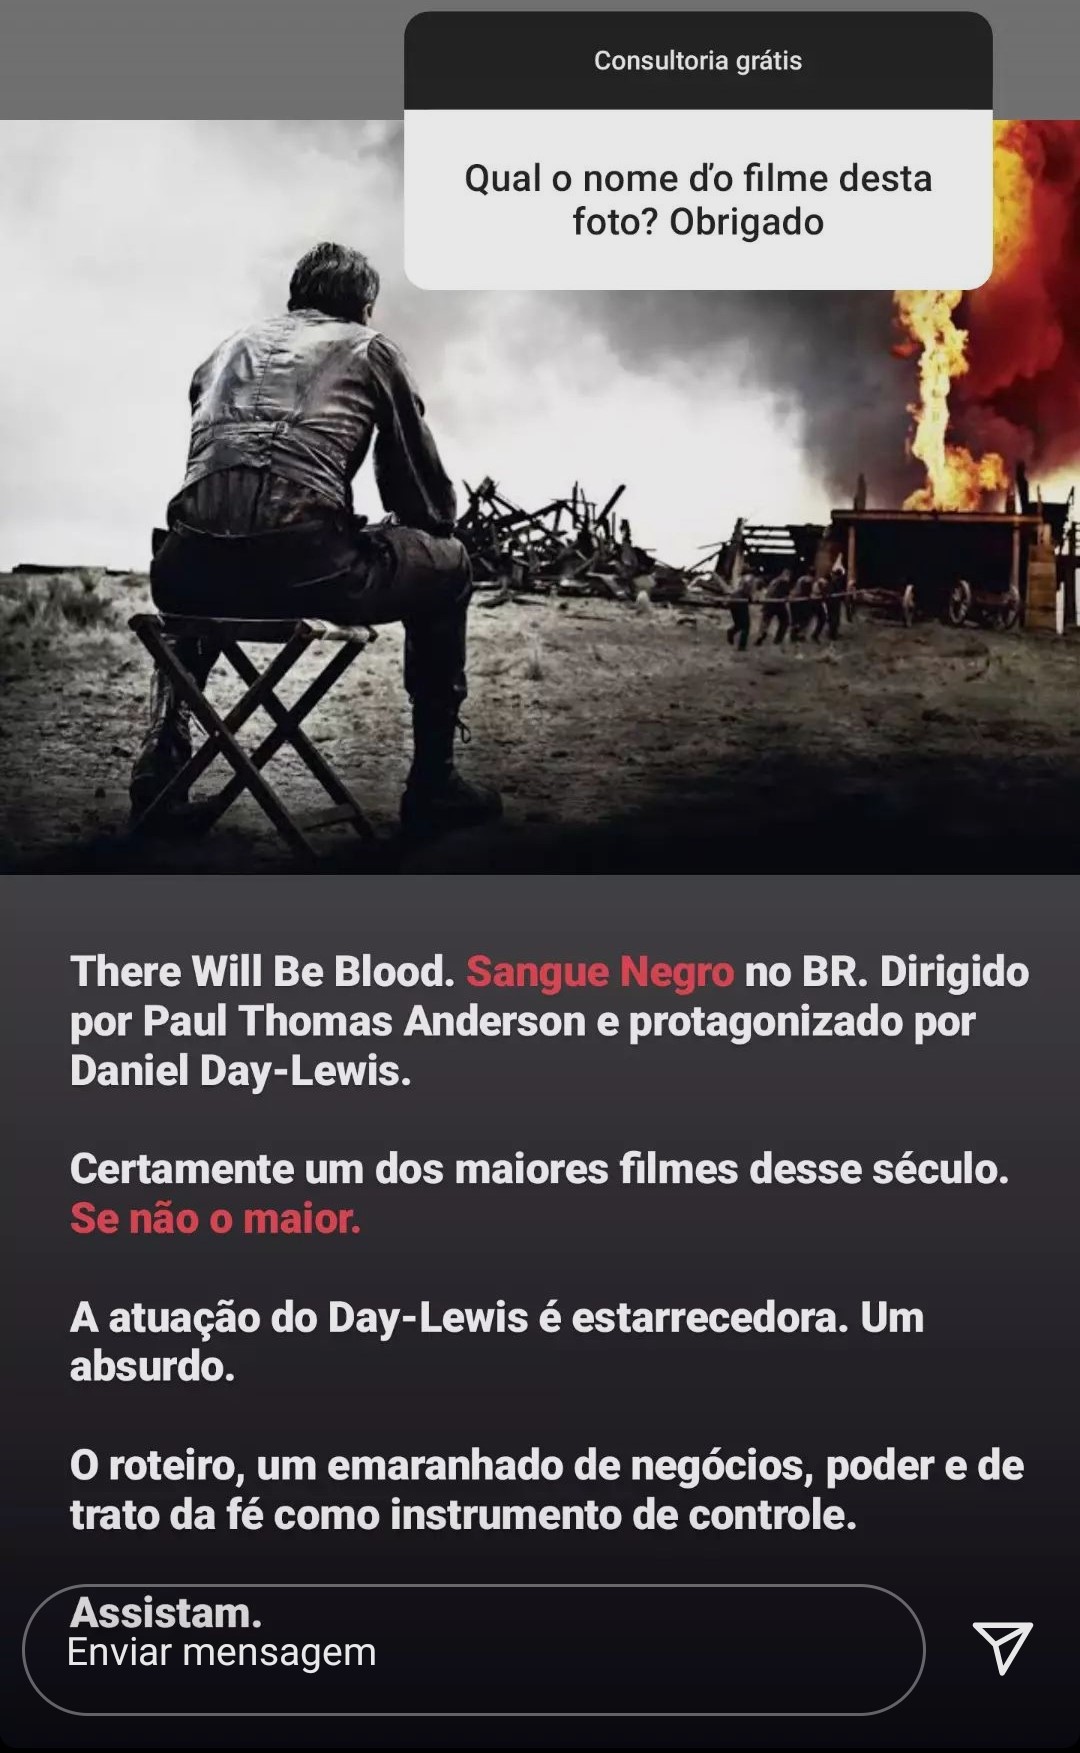 Consultoria grátis
Qual o nome ďo filme desta
foto? Obrigado
There Will Be Blood. Sangue Negro no BR. Dirigido
por Paul Thomas Anderson e protagonizado por
Daniel Day-Lewis.
Certamente um dos maiores filmes desse século.
Se não o maior.
A atuação do Day-Lewis é estarrecedora. Um
absurdo.
O roteiro, um emaranhado de negócios, poder e de
trato da fé como instrumento de controle.
Assistam.
Enviar mensagem